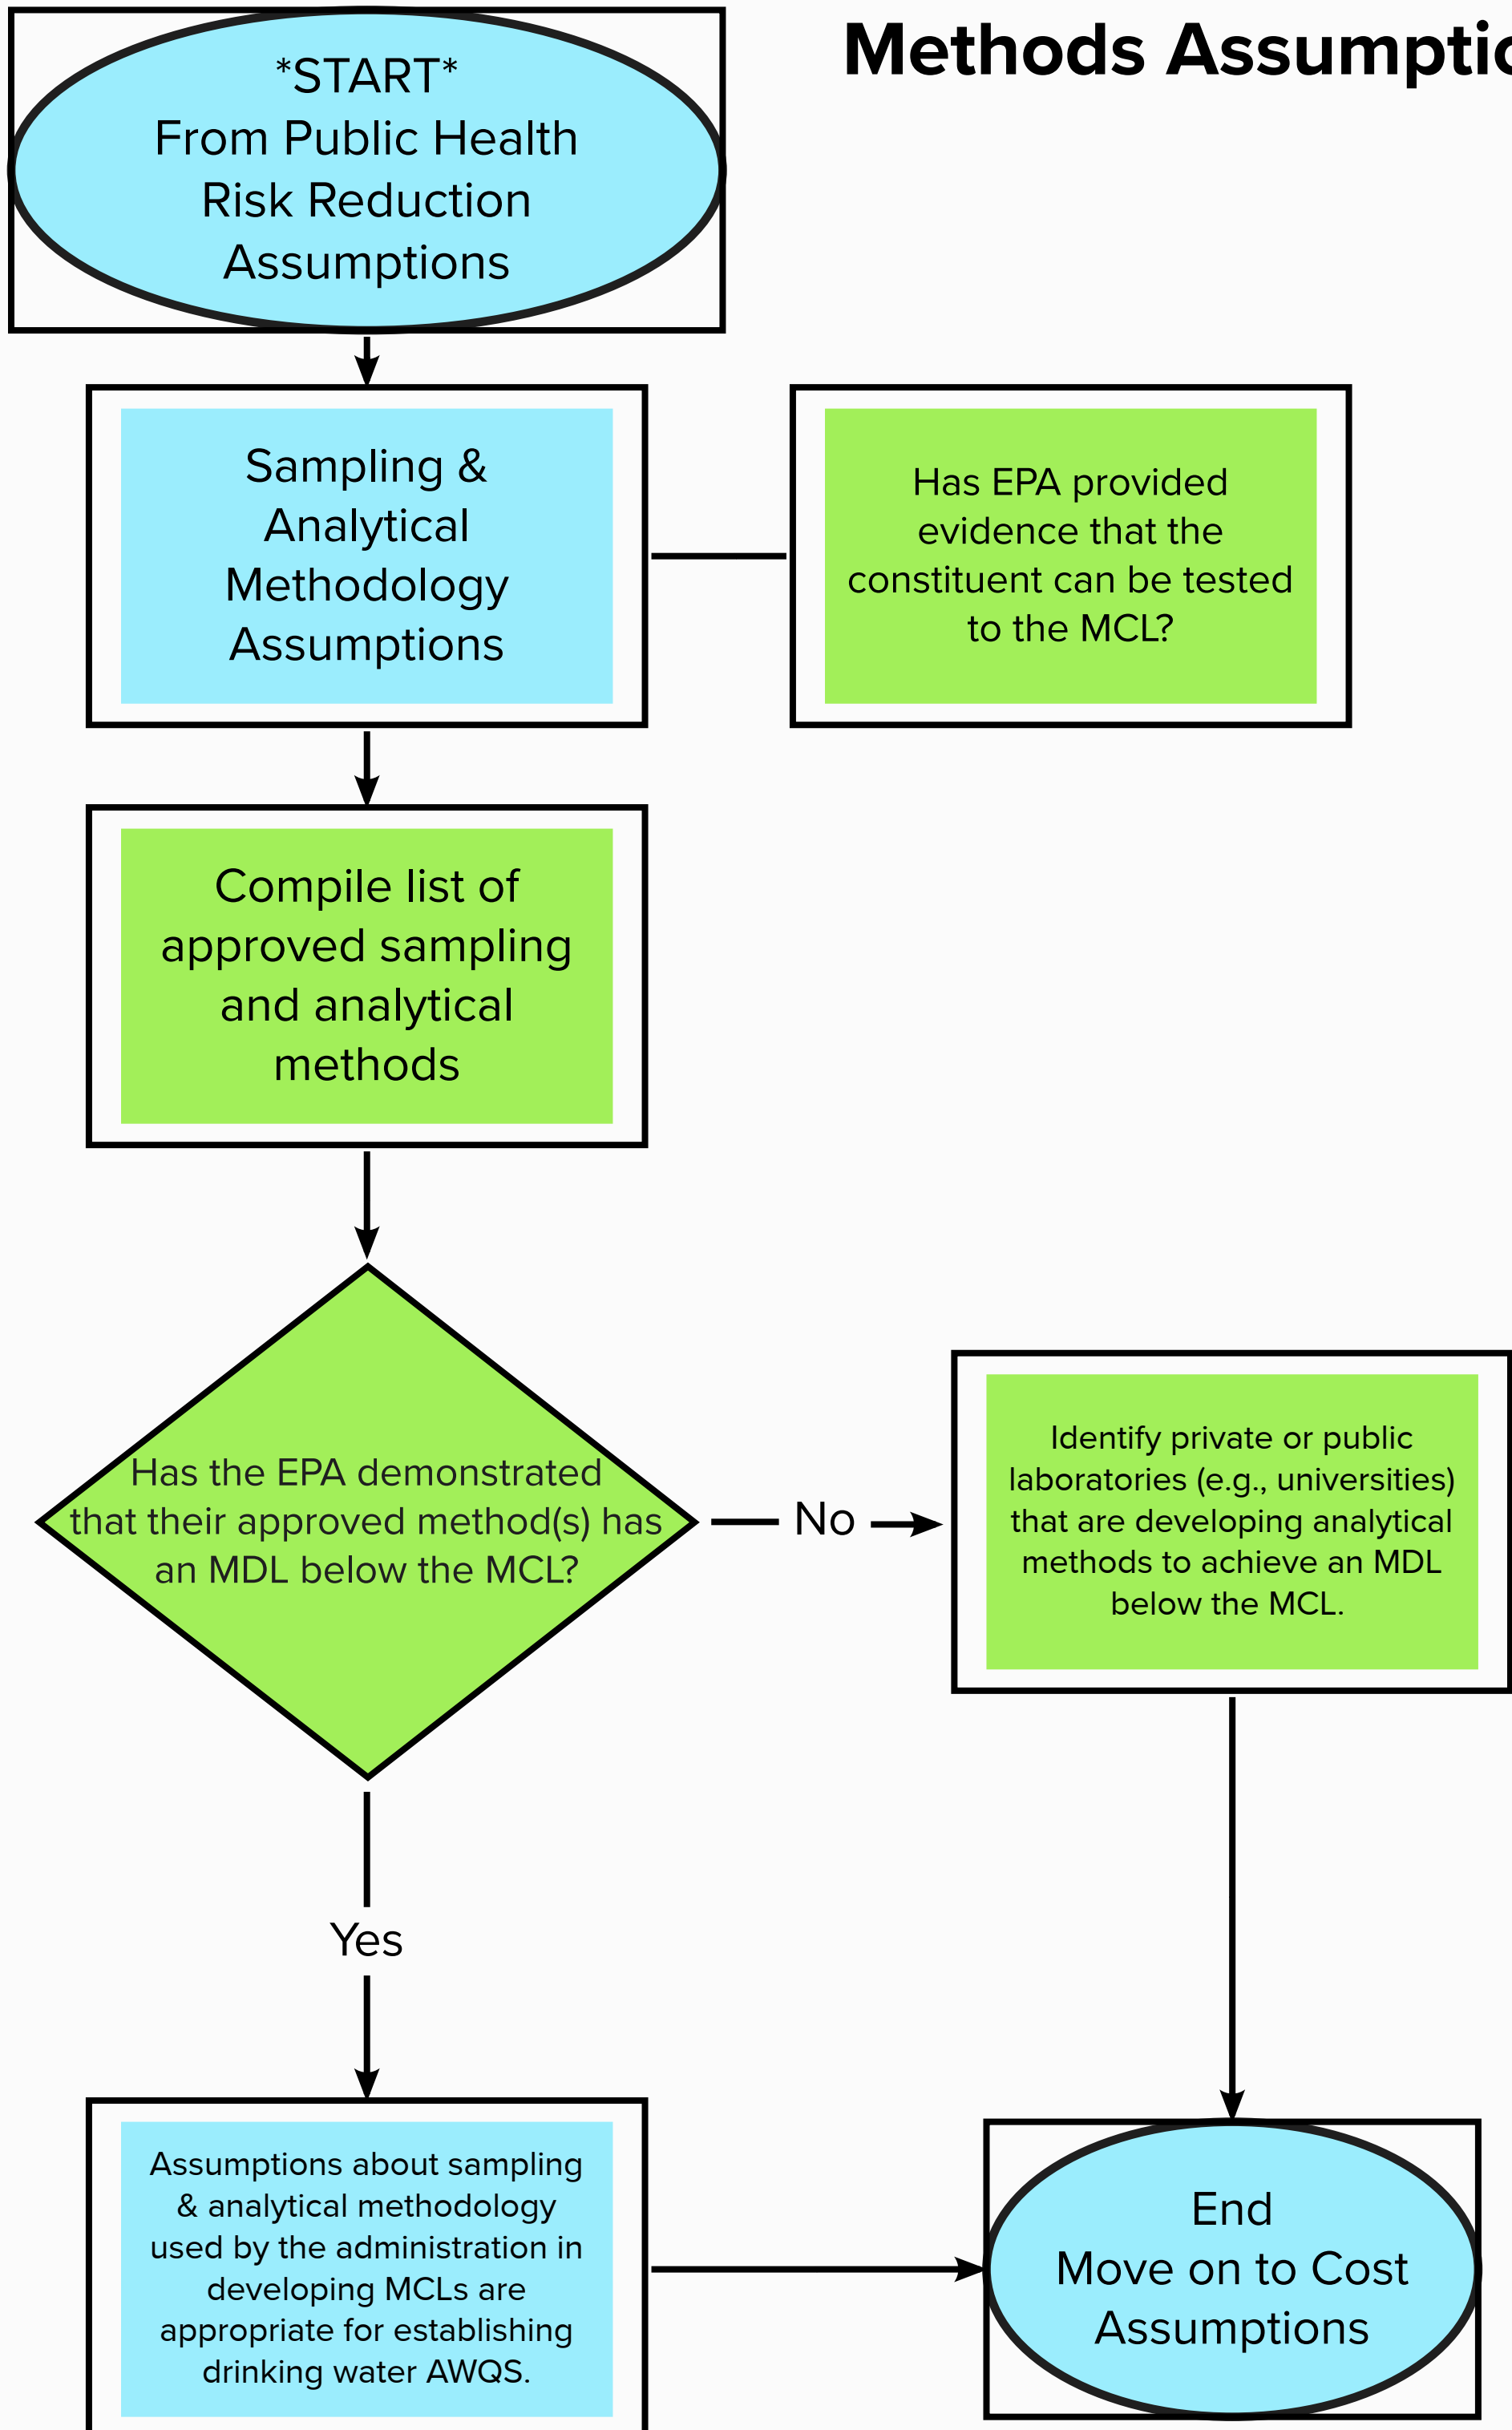 Methods Assumptio
*START*
From Public Health
Risk Reduction
Assumptions
Sampling &
Analytical
Methodology
Assumptions
Has EPA provided
evidence that the
constituent can be tested
to the MCL?
Compile list of
approved sampling
and analytical
methods
Has the EPA demonstrated
that their approved method(s) has
an MDL below the MCL?
No
Identify private or public
laboratories (e.g., universities)
that are developing analytical
methods to achieve an MDL
below the MCL.
Yes
Assumptions about sampling
& analytical methodology
used by the administration in
developing MCLs are
appropriate for establishing
drinking water AWQS.
End
Move on to Cost
Assumptions